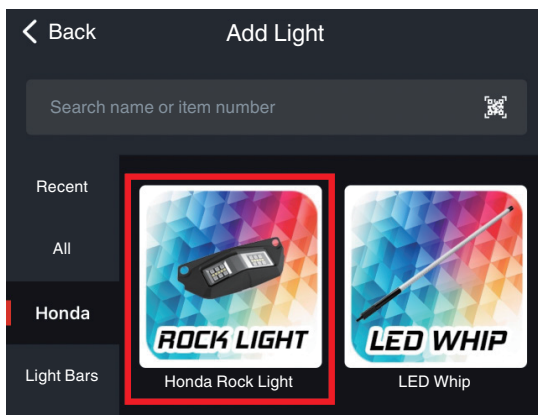 Back
Add Light
Search name or item number
Recent
All
Honda
Light Bars
ROCK LIGHT
Honda Rock Light
LED WHIP
LED Whip